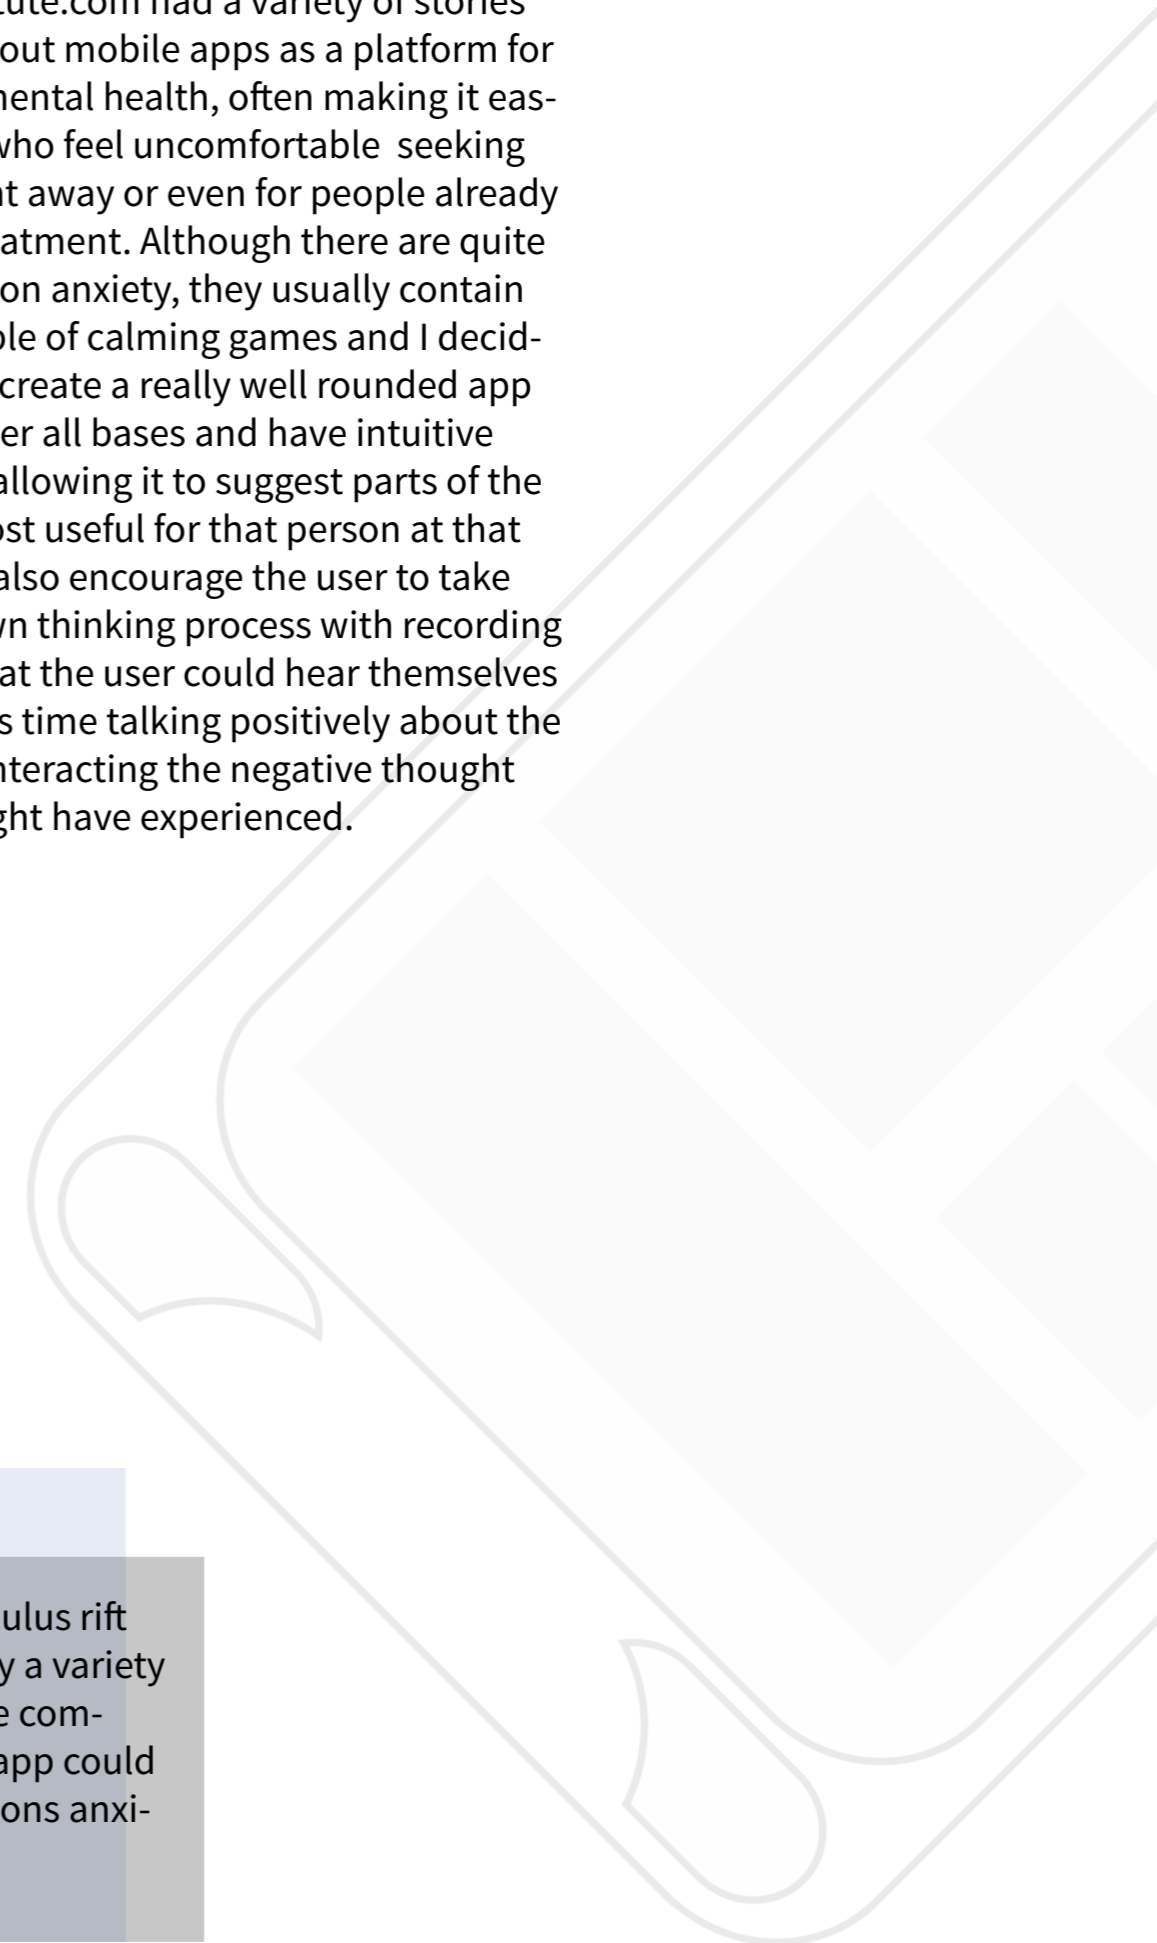 tute.com had a variety of stories
out mobile apps as a platform for
mental health, often making it eas-
who feel uncomfortable  seeking
ht away or even for people already
eatment. Although there are quite
on anxiety, they usually contain
ple of calming games and I decid-
create a really well rounded app
er all bases and have intuitive
allowing it to suggest parts of the
ost useful for that person at that
also encourage the user to take
wn thinking process with recording
at the user could hear themselves
s time talking positively about the
nteracting the negative thought
ght have experienced.
ulus rift
y a variety
e com-
app could
ons anxi-